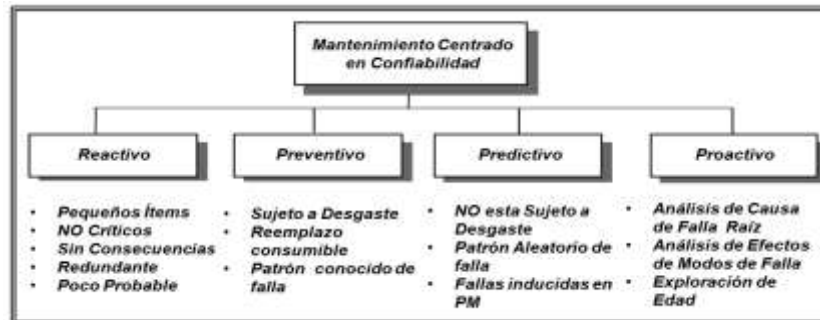 Mantenimiento Centrado
en Confiabilidad
Reactivo
• Pequeños Ítems
• NO Críticos
• Sin Consecuencias
• Redundante
• Poco Probable
Preventivo
• Sujeto a Desgaste
• Reemplazo
consumible
• Patrón conocido de
falla
Predictivo
• NO esta Sujeto a
Desgaste
• Patrón Aleatorio de
falla
• Fallas inducidas en
PM
Proactivo
• Análisis de Causa
de Falla Raíz
• Análisis de Efectos
de Modos de Falla
• Exploración de
Edad